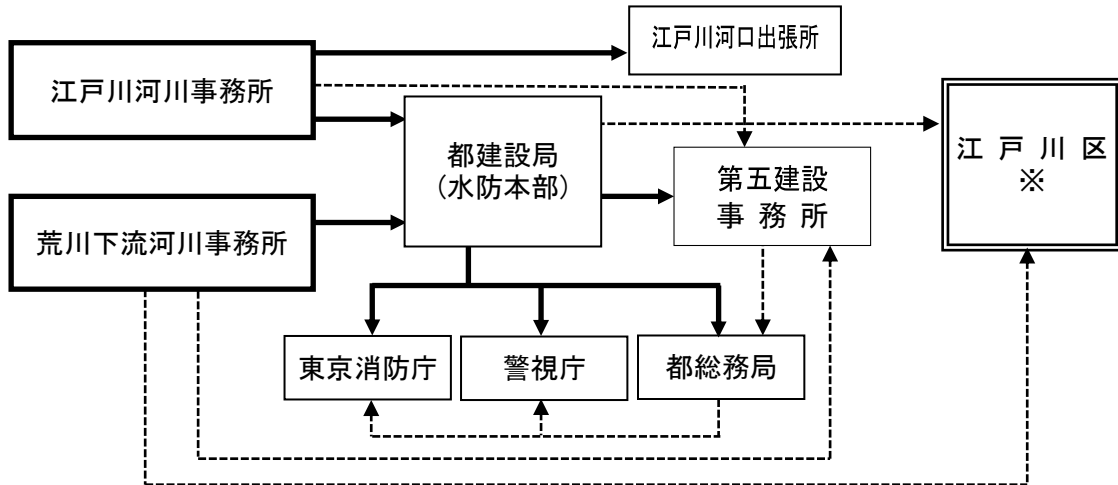 江戸川河口出張所
江戸川河川事務所
都建設局
（水防本部）
第五建設
事務所
江戸川区
※
荒川下流河川事務所
東京消防庁
警視庁
都総務局